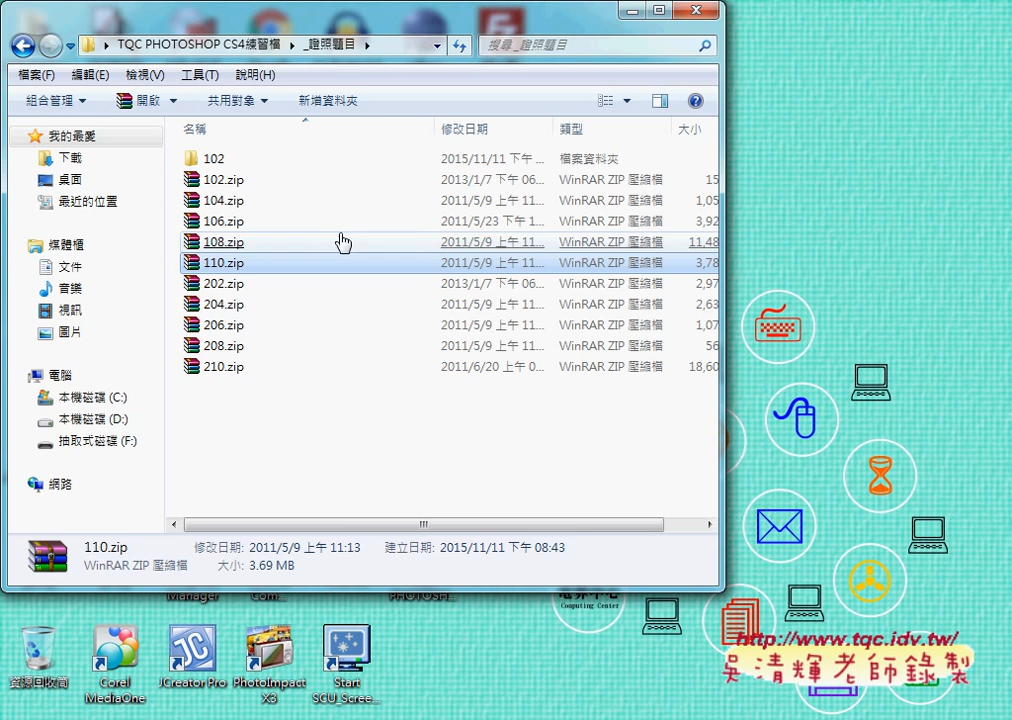 TQC PHOTOSHOP CS4練習檔 ▸ _證照題目 ▸
搜尋 _證照題目
檔案(F) 編輯(E) 檢視(V) 工具(T) 說明(H)
組合管理 開啟 共用對象 新增資料夾
我的最愛
下載
桌面
最近的位置
媒體櫃
文件
音樂
視訊
圖片
電腦
本機磁碟 (C:)
本機磁碟 (D:)
抽取式磁碟 (F:)
網路
名稱 修改日期 類型 大小
102 2015/11/11 下午 ... 檔案資料夾
102.zip 2013/1/7 下午 06... WinRAR ZIP 壓縮檔 15
104.zip 2011/5/9 上午 11... WinRAR ZIP 壓縮檔 1,05
106.zip 2011/5/23 下午 1... WinRAR ZIP 壓縮檔 3,92
108.zip 2011/5/9 上午 11... WinRAR ZIP 壓縮檔 11,48
110.zip 2011/5/9 上午 11... WinRAR ZIP 壓縮檔 3,78
202.zip 2013/1/7 下午 06... WinRAR ZIP 壓縮檔 2,97
204.zip 2011/5/9 上午 11... WinRAR ZIP 壓縮檔 2,63
206.zip 2011/5/9 上午 11... WinRAR ZIP 壓縮檔 1,07
208.zip 2011/5/9 上午 11... WinRAR ZIP 壓縮檔 56
210.zip 2011/6/20 上午 0... WinRAR ZIP 壓縮檔 18,60
110.zip 修改日期: 2011/5/9 上午 11:13 建立日期: 2015/11/11 下午 08:43
WinRAR ZIP 壓縮檔 大小: 3.69 MB
Manager Com... PHOTOSH...
Computing Center
資源回收筒
Corel MediaOne
JCreator Pro
PhotoImpact X3
Start SCU_Scree...
http://www.tqc.idv.tw/
吳清輝老師錄製